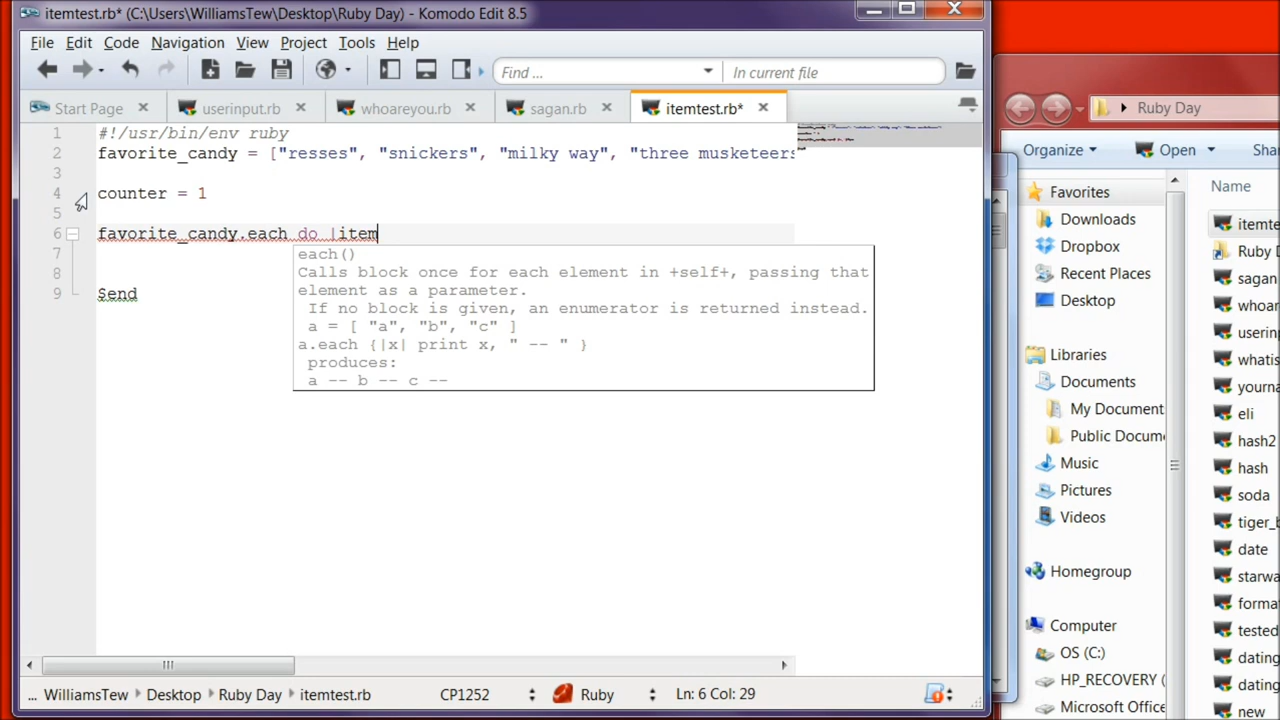 itemtest.rb* (C:\Users\WilliamsTew\Desktop\Ruby Day) - Komodo Edit 8.5
File Edit Code Navigation View Project Tools Help
Find ... In current file
Start Page userinput.rb whoareyou.rb sagan.rb itemtest.rb*
1 #!/usr/bin/env ruby
2 favorite_candy = ["resses", "snickers", "milky way", "three musketeers
3
4 counter = 1
5
6 favorite_candy.each do |item
7
8
9 $end
each()
Calls block once for each element in +self+, passing that
element as a parameter.
If no block is given, an enumerator is returned instead.
a = [ "a", "b", "c" ]
a.each {|x| print x, " -- " }
produces:
a -- b -- c --
... WilliamsTew Desktop Ruby Day itemtest.rb CP1252 Ruby Ln: 6 Col: 29
Ruby Day
Organize Open Shar
Favorites
Downloads
Dropbox
Recent Places
Desktop
Libraries
Documents
My Document
Public Docum
Music
Pictures
Videos
Homegroup
Computer
OS (C:)
HP_RECOVERY (
Microsoft Office
Name
itemte
Ruby D
sagan
whoar
userin
whatis
yourna
eli
hash2
hash
soda
tiger_b
date
starwa
forma
tested
dating
dating
new